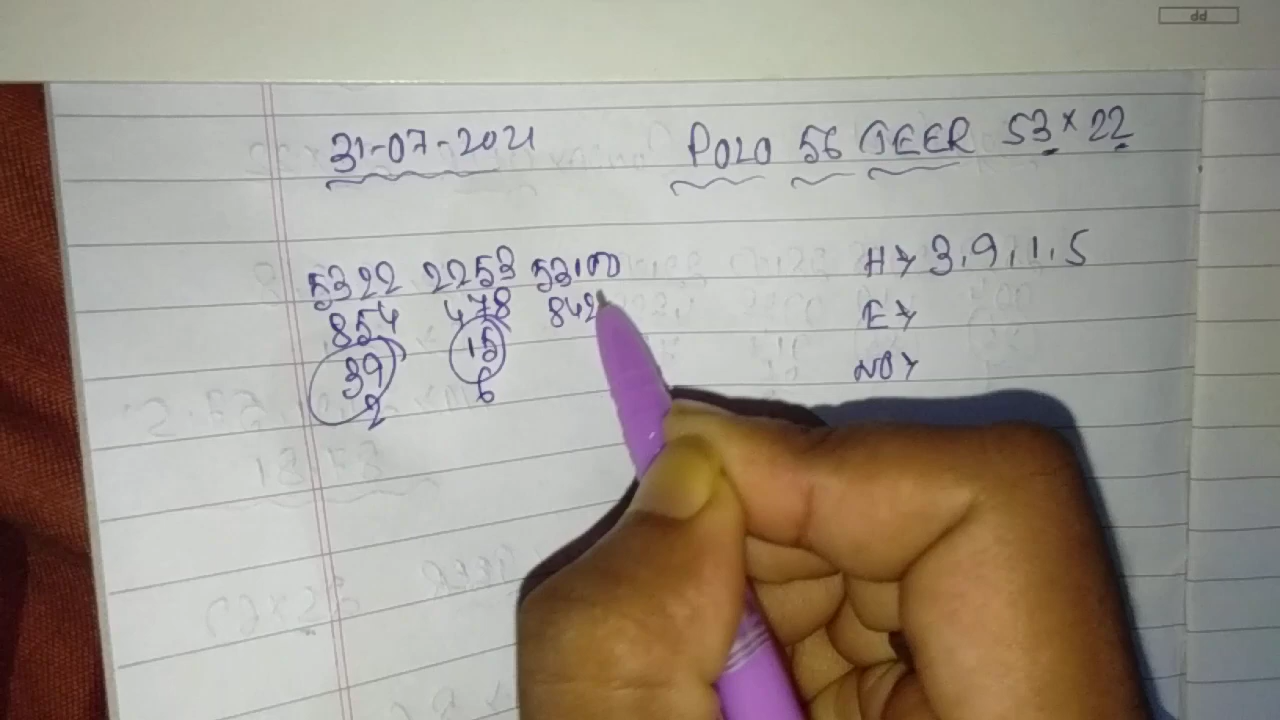 31-07-2021 POLO 56 TEER 53 x 22
5322 2253 53100 H> 3, 9, 1, 5
854 478 842 E>
39 15 NO>
2 6